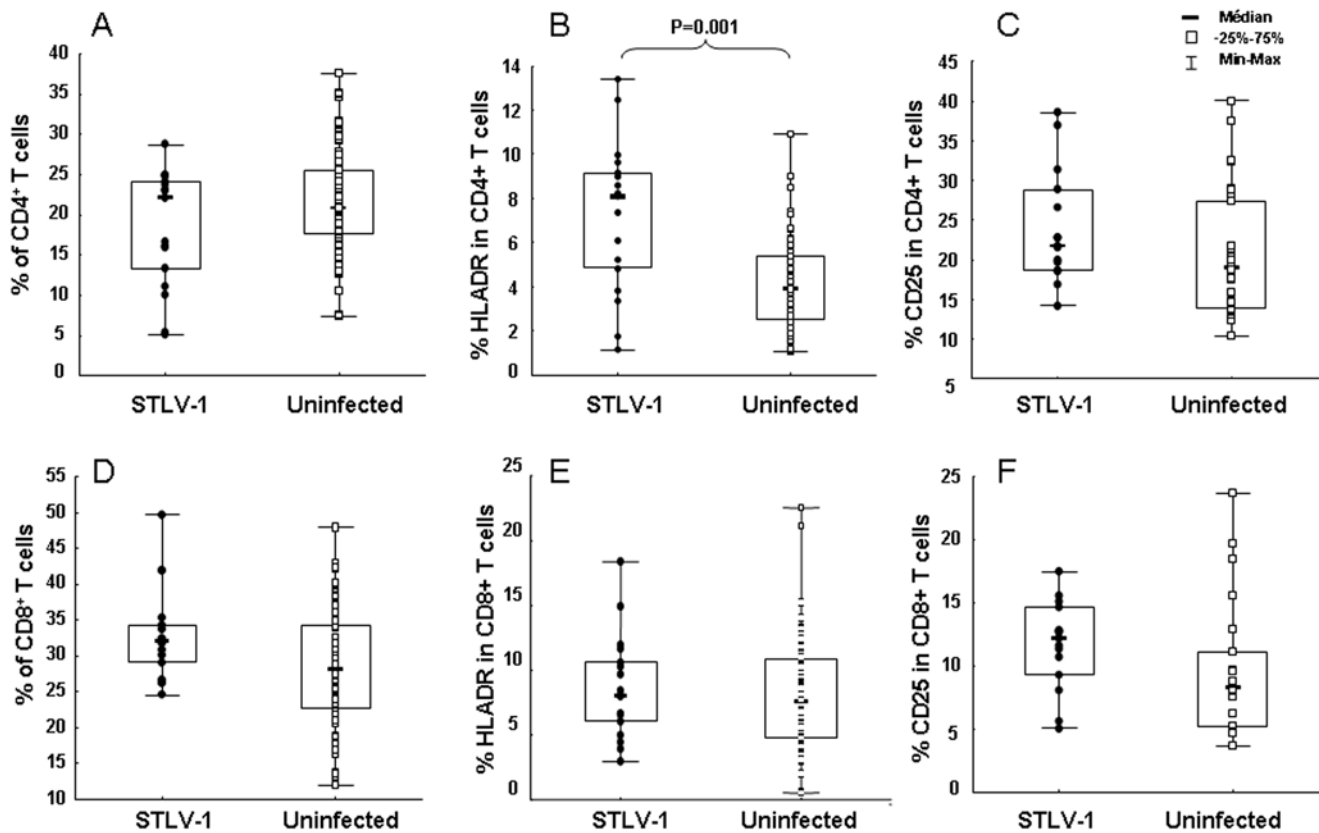 A
% of CD4+ T cells
40
35
30
25
20
15
10
5
0
STLV-1 Uninfected
B
P=0.001
% HLADR in CD4+ T cells
14
12
10
8
6
4
2
0
STLV-1 Uninfected
C
Médian
-25%-75%
Min-Max
% CD25 in CD4+ T cells
45
40
35
30
25
20
15
10
5
STLV-1 Uninfected
D
% of CD8+ T cells
55
50
45
40
35
30
25
20
15
10
STLV-1 Uninfected
E
% HLADR in CD8+ T cells
25
20
15
10
5
0
STLV-1 Uninfected
F
% CD25 in CD8+ T cells
25
20
15
10
5
0
STLV-1 Uninfected